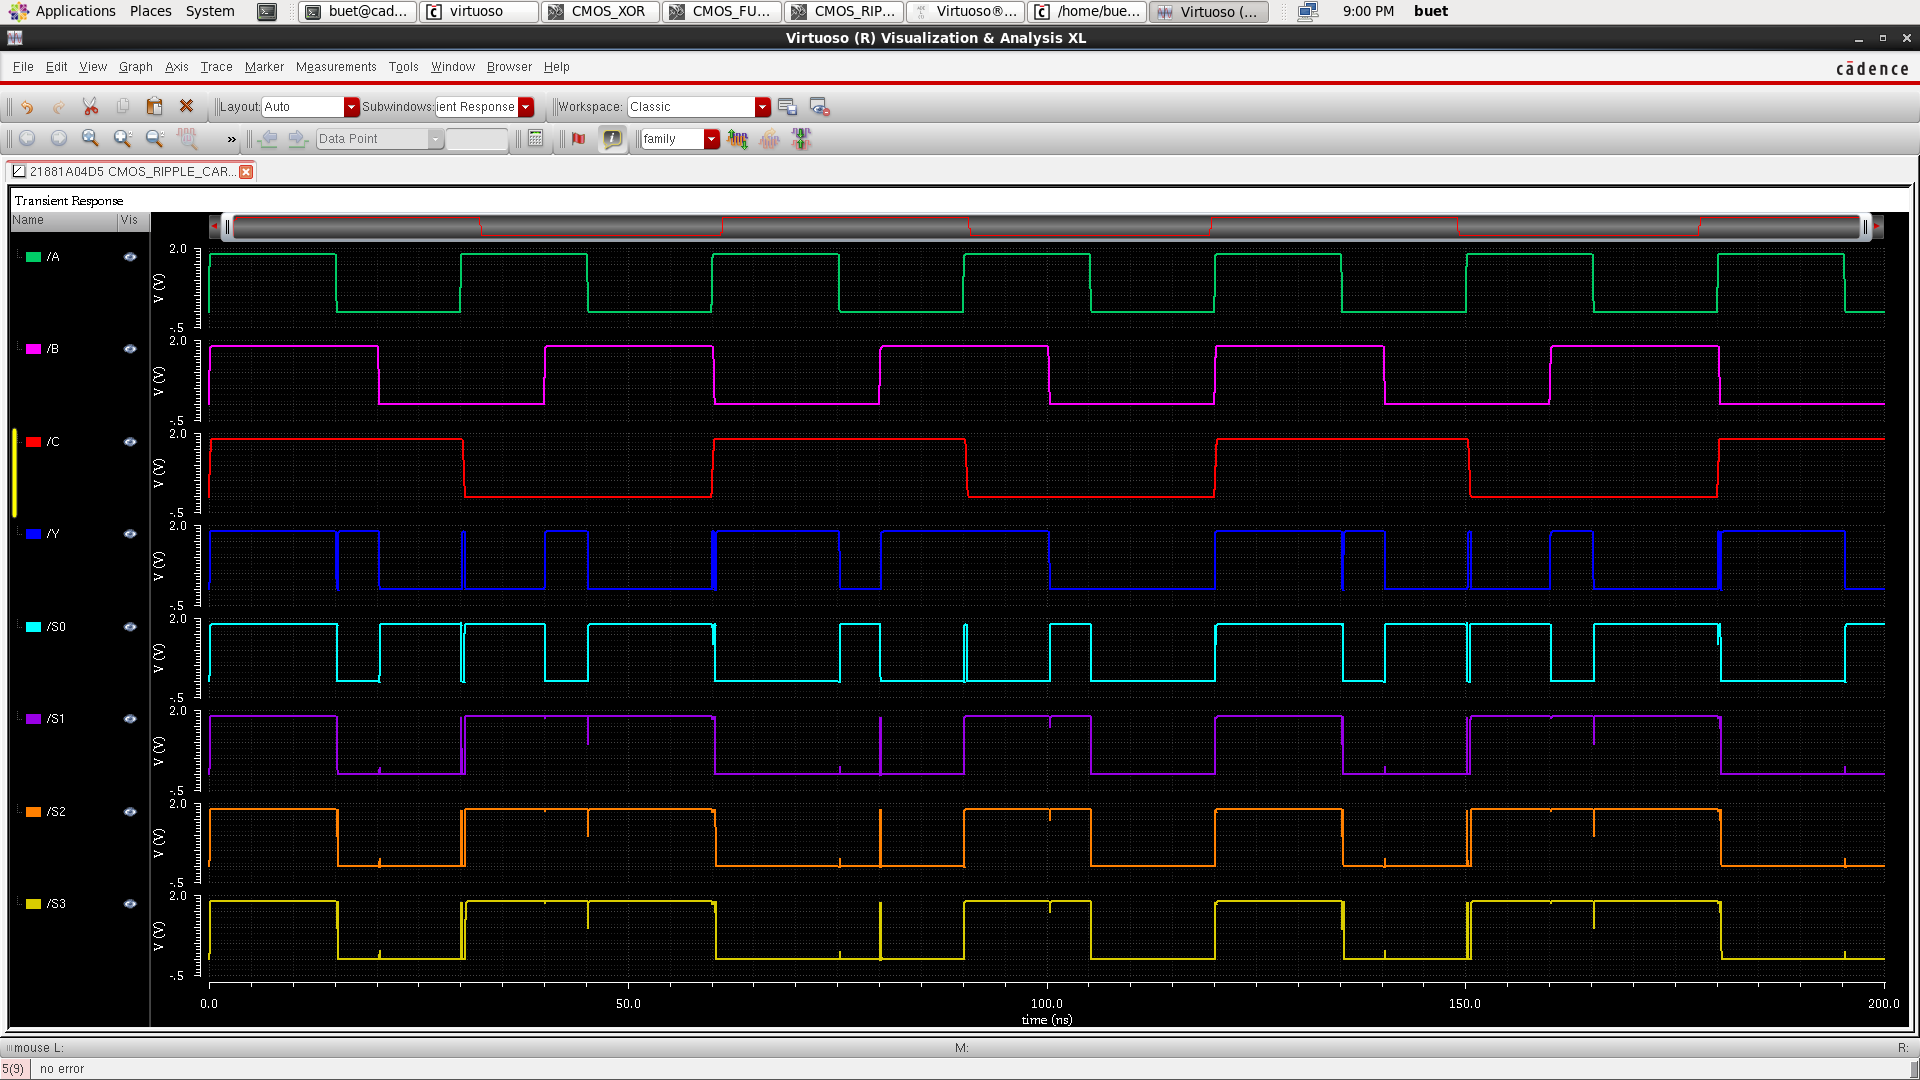 Applications Places System buet@cad... virtuoso CMOS_XOR CMOS_FU... CMOS_RIP... Virtuoso®... /home/bue... Virtuoso (... 9:00 PM buet
Virtuoso (R) Visualization & Analysis XL
File Edit View Graph Axis Trace Marker Measurements Tools Window Browser Help cādence
Layout: Auto Subwindows: ient Response Workspace: Classic
» Data Point family
21881A04D5 CMOS_RIPPLE_CAR...
Transient Response
Name Vis
2.0
/A
V (V)
-.5
2.0
/B
V (V)
-.5
2.0
/C
V (V)
-.5
2.0
/Y
V (V)
-.5
2.0
/S0
V (V)
-.5
2.0
/S1
V (V)
-.5
2.0
/S2
V (V)
-.5
2.0
/S3
V (V)
-.5
0.0 50.0 100.0 150.0 200.0
time (ns)
mouse L: M: R:
5(9) no error